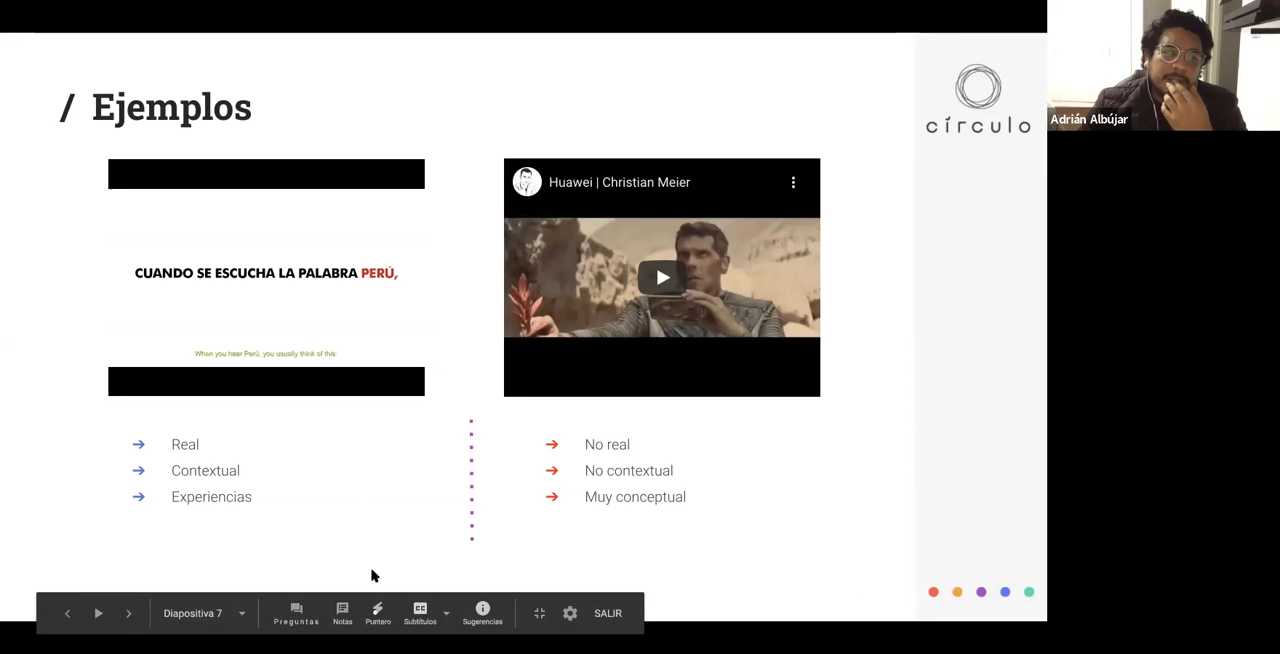 / Ejemplos
círculo
Adrián Albújar
CUANDO SE ESCUCHA LA PALABRA PERÚ,
When you hear Perú, you usually think of this:
Huawei | Christian Meier
➔ Real
➔ Contextual
➔ Experiencias
➔ No real
➔ No contextual
➔ Muy conceptual
Diapositiva 7
Preguntas
Notas
Puntero
Subtítulos
Sugerencias
SALIR